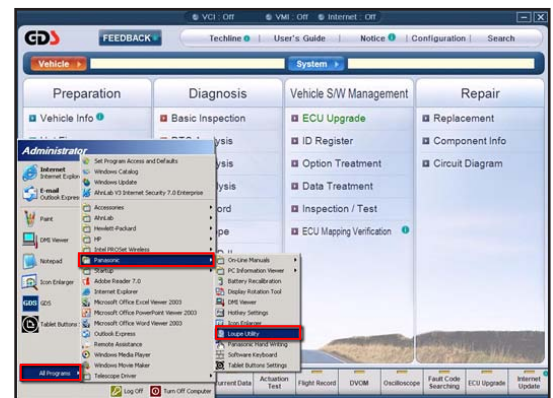 VCI : Off VMI : Off Internet : Off
GDS FEEDBACK Techline User's Guide Notice Configuration Search
Vehicle System
Preparation Diagnosis Vehicle S/W Management Repair
Vehicle Info Basic Inspection ECU Upgrade Replacement
ID Register Component Info
Option Treatment Circuit Diagram
Data Treatment
Inspection / Test
ECU Mapping Verification
Administrator
Internet
Internet Explor
E-mail
Outlook Expres
Paint
DME Viewer
Notepad
Icon Enlarger
GDS
Tablet Buttons
All Programs
Set Program Access and Defaults
Windows Catalog
Windows Update
AhnLab V3 Internet Security 7.0 Enterprise
Accessories
AhnLab
Hewlett-Packard
HP
Intel PROSet Wireless
Panasonic
Startup
Adobe Reader 7.0
Internet Explorer
Microsoft Office Excel Viewer 2003
Microsoft Office PowerPoint Viewer 2003
Microsoft Office Word Viewer 2003
Outlook Express
Remote Assistance
Windows Media Player
Windows Movie Maker
Telescope Driver
On-Line Manuals
PC Information Viewer
Battery Recalibration
Display Rotation Tool
DMI Viewer
Hotkey Settings
Icon Enlarger
Loupe Utility
Panasonic Hand Writing
Software Keyboard
Tablet Buttons Settings
Log Off Turn Off Computer
Current Data Actuation Test Flight Record DVOM Oscilloscope Fault Code Searching ECU Upgrade Internet Update